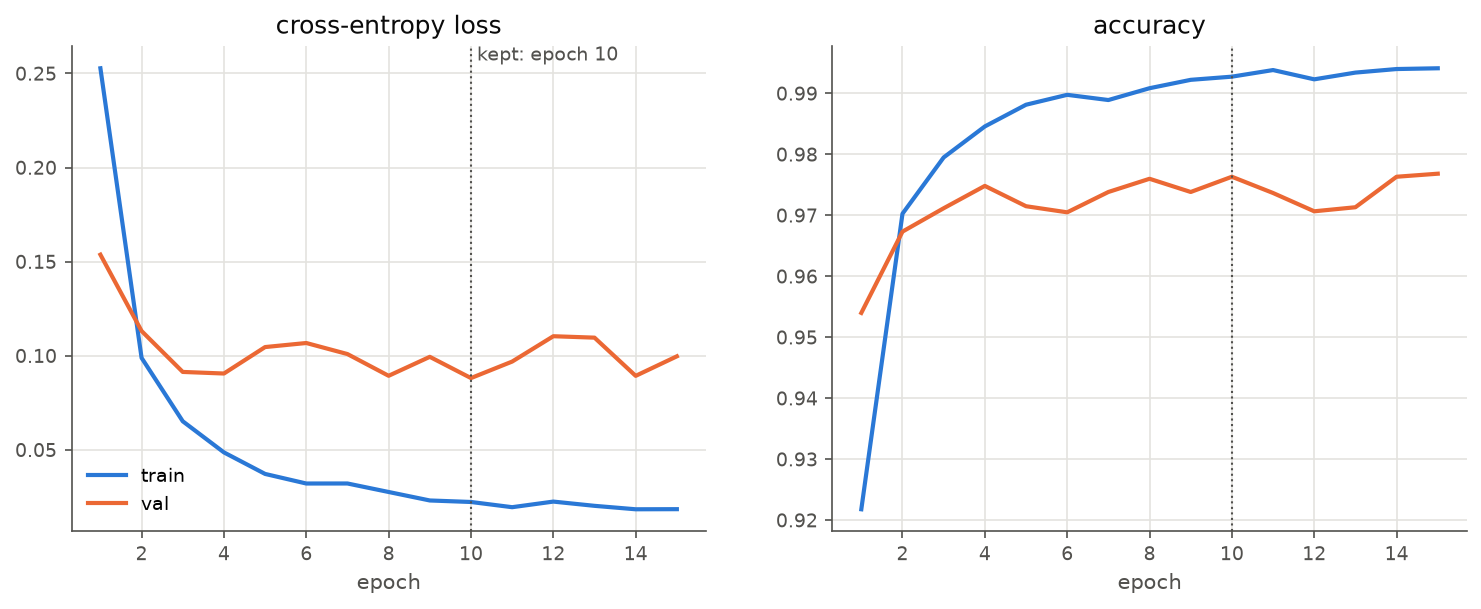 cross-entropy loss
kept: epoch 10
0.25
0.20
0.15
0.10
0.05
train
val
2 4 6 8 10 12 14
epoch
accuracy
0.99
0.98
0.97
0.96
0.95
0.94
0.93
0.92
2 4 6 8 10 12 14
epoch